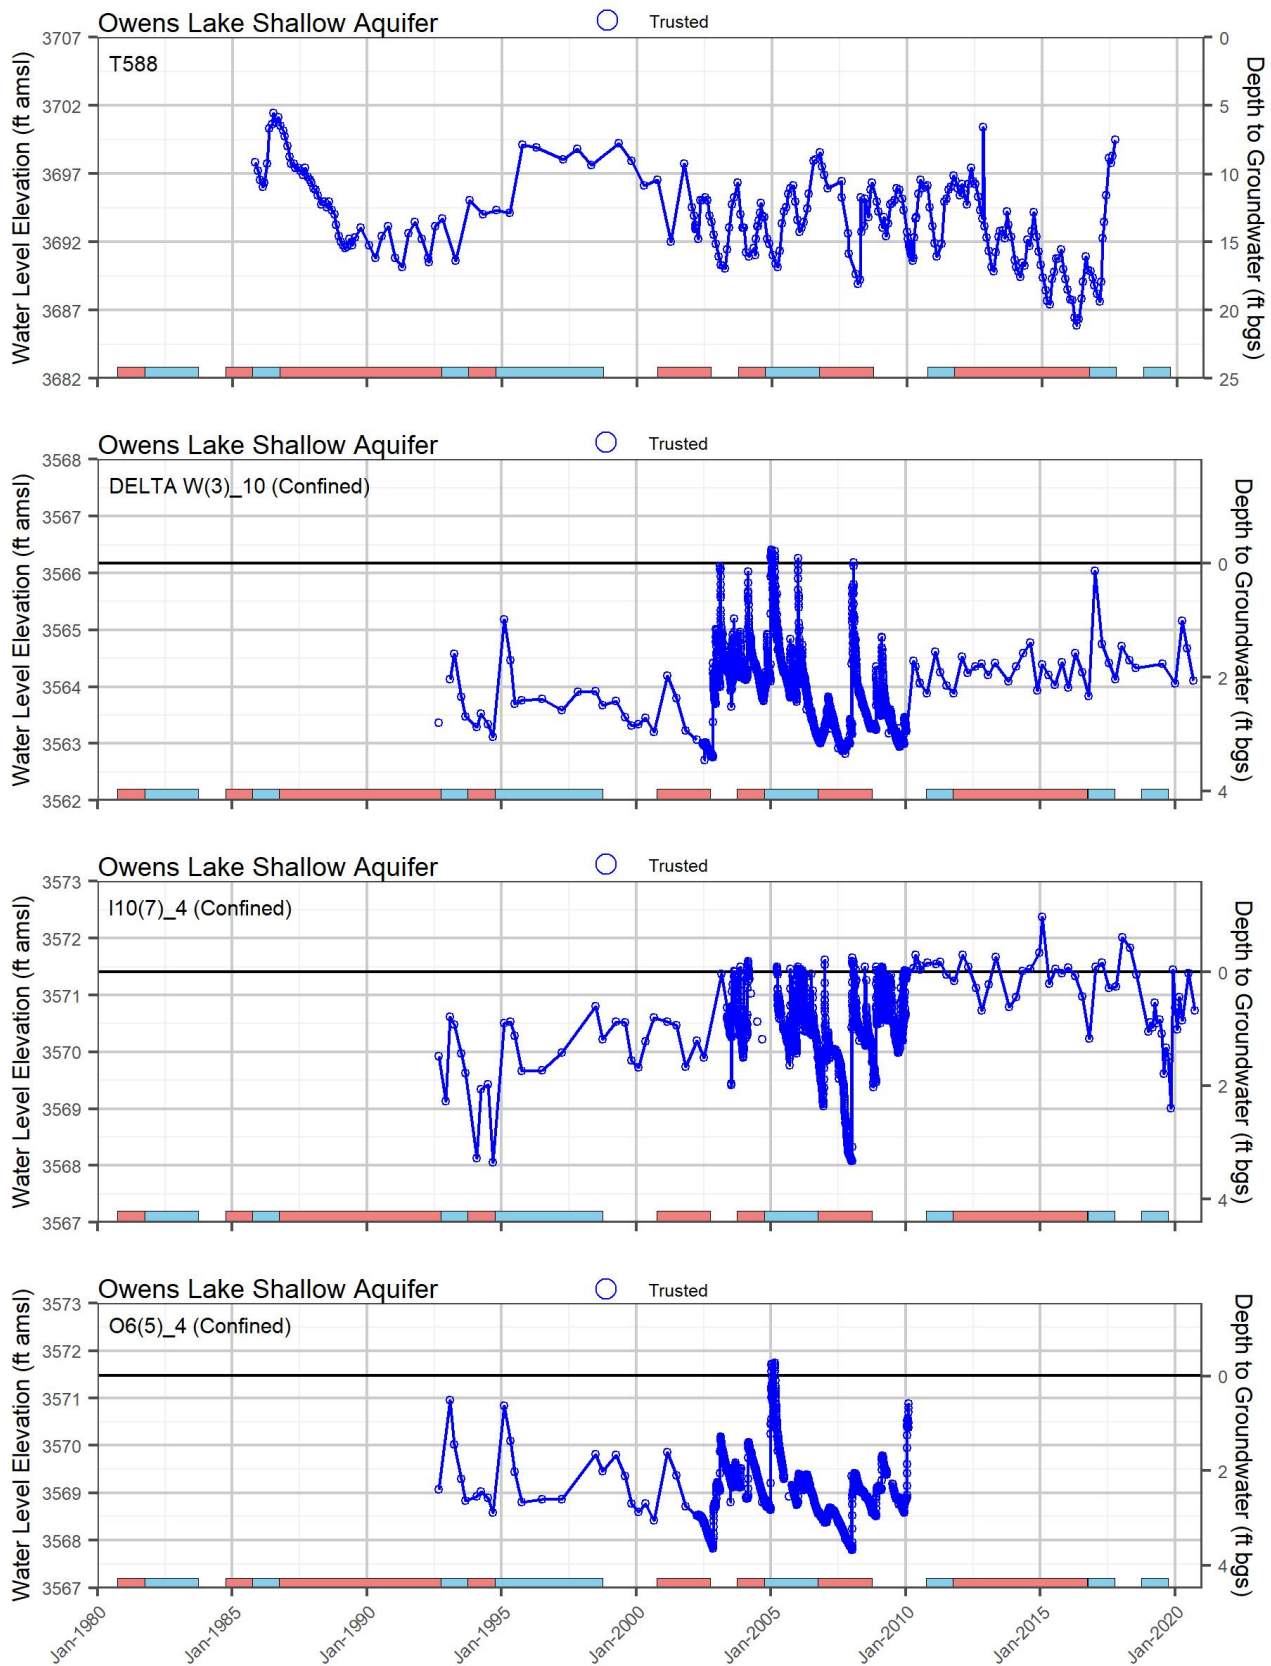 Owens Lake Shallow Aquifer
Trusted
T588
Water Level Elevation (ft amsl)
3707
3702
3697
3692
3687
3682
0
5
10
15
20
25
Depth to Groundwater (ft bgs)
Owens Lake Shallow Aquifer
Trusted
DELTA W(3)_10 (Confined)
Water Level Elevation (ft amsl)
3568
3567
3566
3565
3564
3563
3562
0
2
4
Depth to Groundwater (ft bgs)
Owens Lake Shallow Aquifer
Trusted
I10(7)_4 (Confined)
Water Level Elevation (ft amsl)
3573
3572
3571
3570
3569
3568
3567
0
2
4
Depth to Groundwater (ft bgs)
Owens Lake Shallow Aquifer
Trusted
O6(5)_4 (Confined)
Water Level Elevation (ft amsl)
3573
3572
3571
3570
3569
3568
3567
0
2
4
Depth to Groundwater (ft bgs)
Jan-1980
Jan-1985
Jan-1990
Jan-1995
Jan-2000
Jan-2005
Jan-2010
Jan-2015
Jan-2020